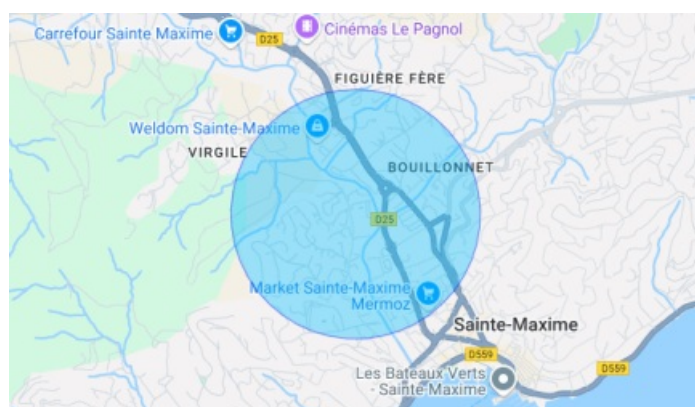 Cinémas Le Pagnol
Carrefour Sainte Maxime
D25
FIGUIÈRE FÈRE
Weldom Sainte-Maxime
VIRGILE
BOUILLONNET
D25
Market Sainte-Maxime
Mermoz
Sainte-Maxime
D559
D559
Les Bateaux Verts
- Sainte-Maxime